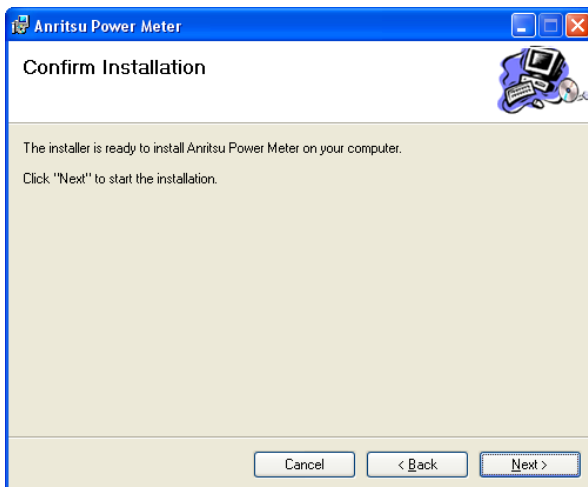 Anritsu Power Meter
Confirm Installation
The installer is ready to install Anritsu Power Meter on your computer.
Click "Next" to start the installation.
Cancel
< Back
Next >